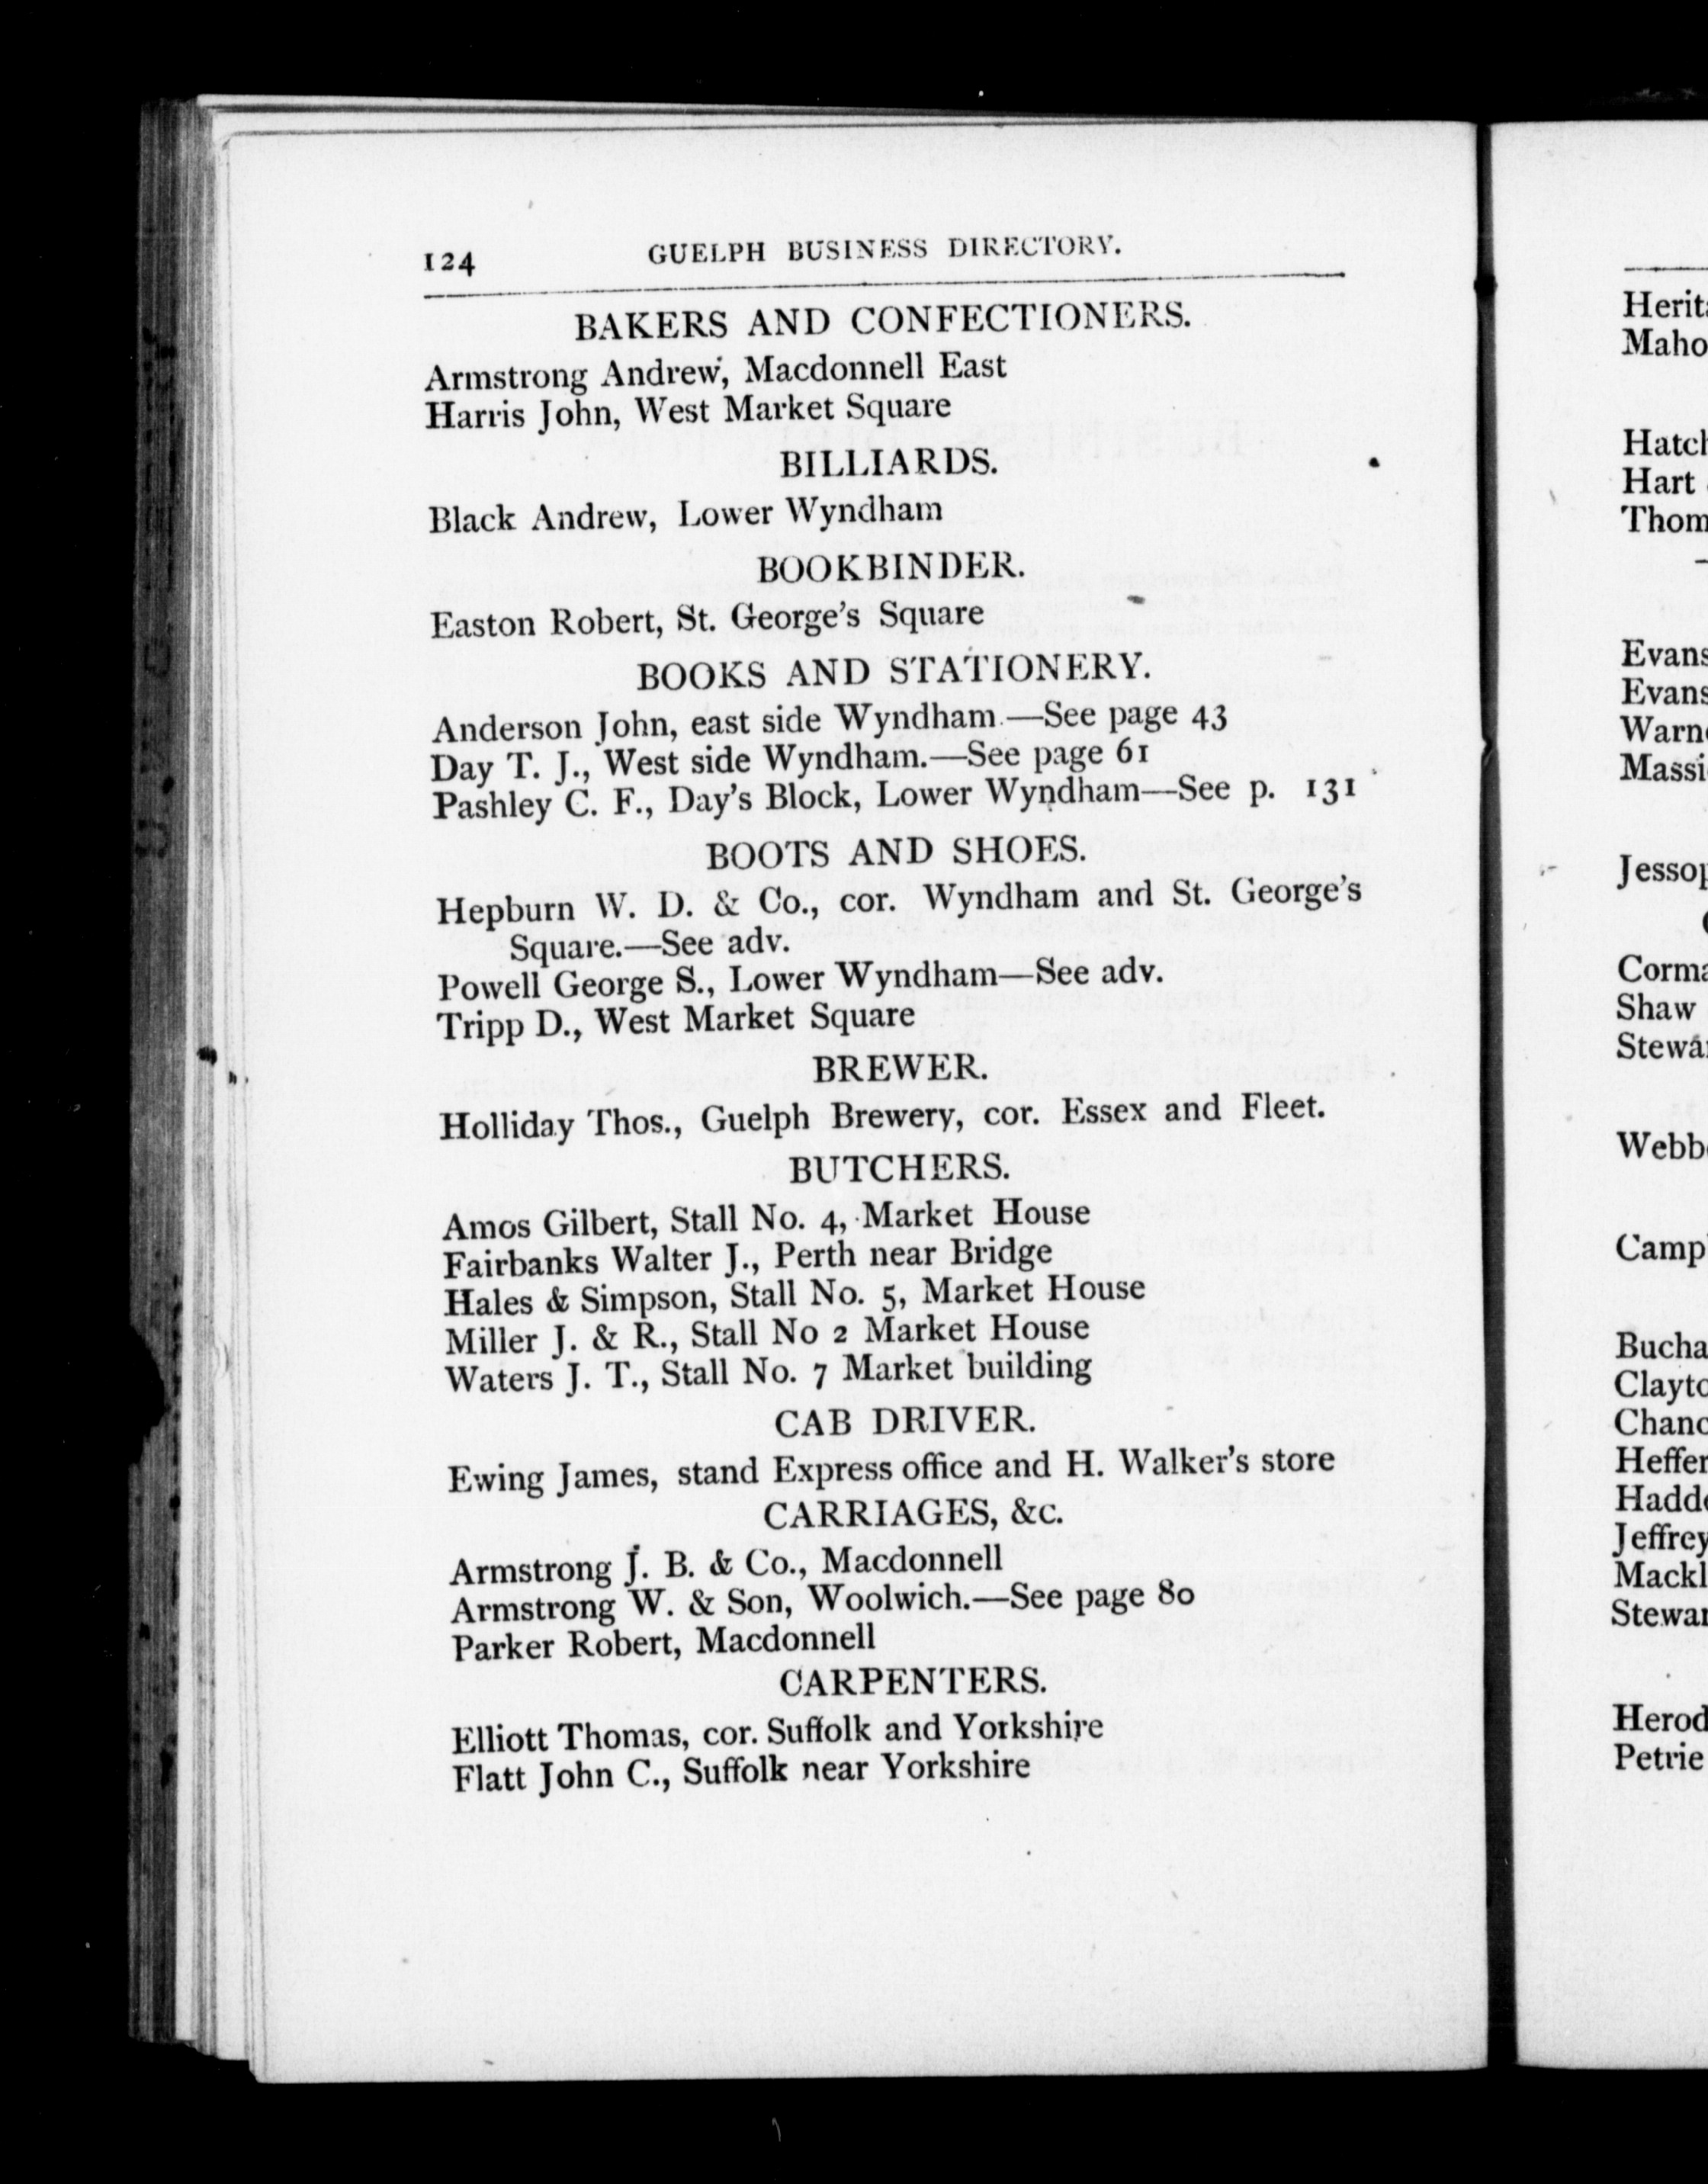 124 GUELPH BUSINESS DIRECTORY.
BAKERS AND CONFECTIONERS.
Armstrong Andrew, Macdonnell East
Harris John, West Market Square
BILLIARDS.
Black Andrew, Lower Wyndham
BOOKBINDER.
Easton Robert, St. George's Square
BOOKS AND STATIONERY.
Anderson John, east side Wyndham.—See page 43
Day T. J., West side Wyndham.—See page 61
Pashley C. F., Day's Block, Lower Wyndham—See p. 131
BOOTS AND SHOES.
Hepburn W. D. & Co., cor. Wyndham and St. George's
Square.—See adv.
Powell George S., Lower Wyndham—See adv.
Tripp D., West Market Square
BREWER.
Holliday Thos., Guelph Brewery, cor. Essex and Fleet.
BUTCHERS.
Amos Gilbert, Stall No. 4, Market House
Fairbanks Walter J., Perth near Bridge
Hales & Simpson, Stall No. 5, Market House
Miller J. & R., Stall No 2 Market House
Waters J. T., Stall No. 7 Market building
CAB DRIVER.
Ewing James, stand Express office and H. Walker's store
CARRIAGES, &c.
Armstrong J. B. & Co., Macdonnell
Armstrong W. & Son, Woolwich.—See page 80
Parker Robert, Macdonnell
CARPENTERS.
Elliott Thomas, cor. Suffolk and Yorkshire
Flatt John C., Suffolk near Yorkshire
Hart
Shaw
Petrie